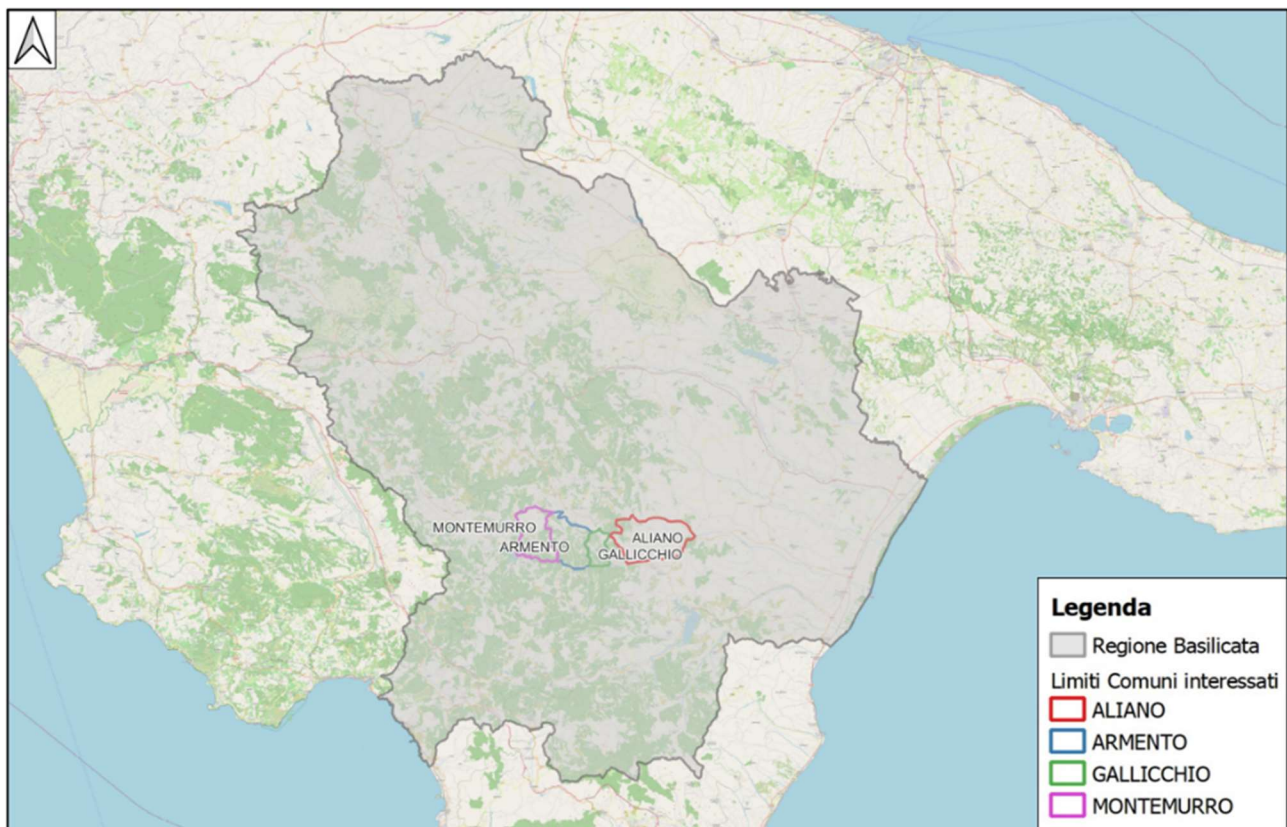 MONTEMURRO
ARMENTO
ALIANO
GALLICCHIO
Legenda
Regione Basilicata
Limiti Comuni interessati
ALIANO
ARMENTO
GALLICCHIO
MONTEMURRO